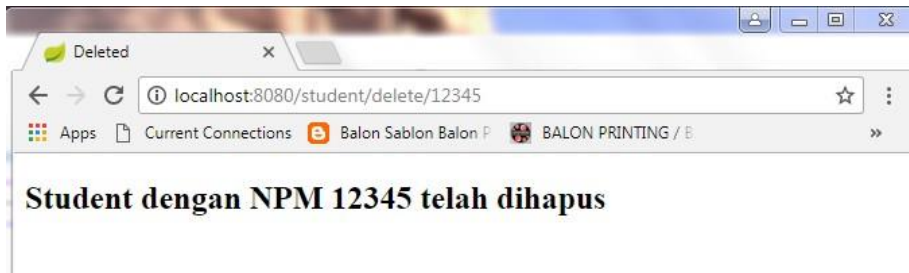 Deleted
localhost:8080/student/delete/12345
Apps Current Connections Balon Sablon Balon P BALON PRINTING / B
Student dengan NPM 12345 telah dihapus